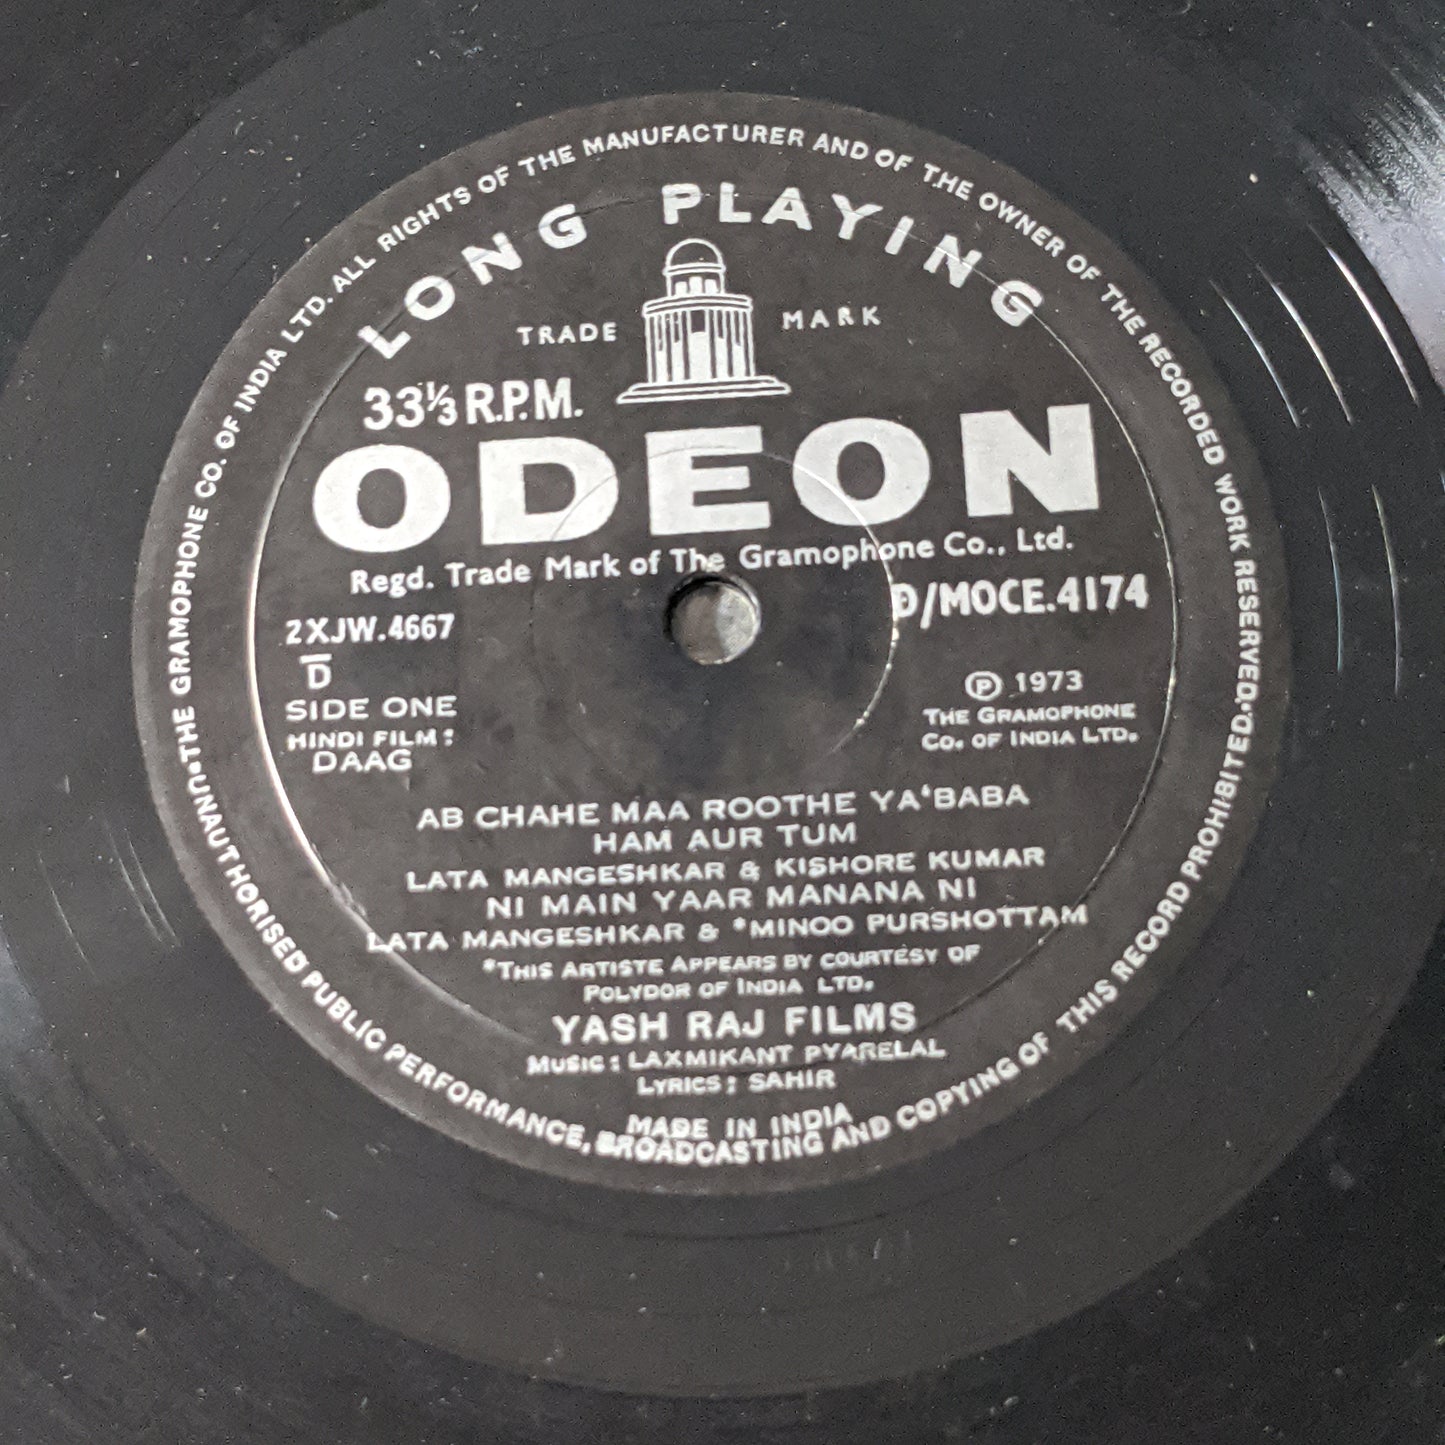 THE GRAMOPHONE CO. OF INDIA LTD. ALL RIGHTS OF THE MANUFACTURER AND OF THE OWNER OF THE RECORDED WORK RESERVED.
UNAUTHORISED PUBLIC PERFORMANCE, BROADCASTING AND COPYING OF THIS RECORD PROHIBITED.
LONG PLAYING
TRADE MARK
33⅓ R.P.M.
ODEON
Regd. Trade Mark of The Gramophone Co., Ltd.
2XJW.4667
D
SIDE ONE
HINDI FILM:
DAAG
D/MOCE.4174
℗ 1973
THE GRAMOPHONE
CO. OF INDIA LTD.
AB CHAHE MAA ROOTHE YA'BABA
HAM AUR TUM
LATA MANGESHKAR & KISHORE KUMAR
NI MAIN YAAR MANANA NI
LATA MANGESHKAR & *MINOO PURSHOTTAM
*THIS ARTISTE APPEARS BY COURTESY OF
POLYDOR OF INDIA LTD.
YASH RAJ FILMS
MUSIC: LAXMIKANT PYARELAL
LYRICS: SAHIR
MADE IN INDIA